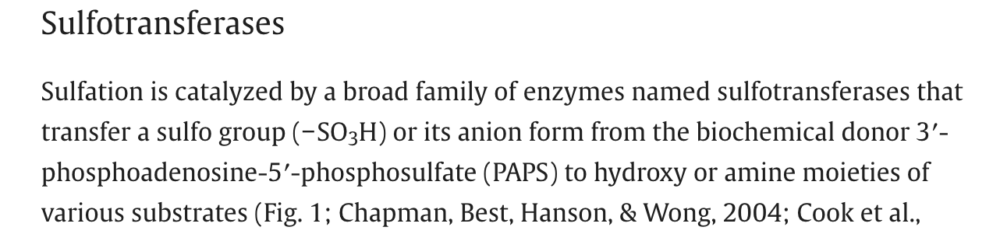 Sulfotransferases
Sulfation is catalyzed by a broad family of enzymes named sulfotransferases that
transfer a sulfo group (−SO₃H) or its anion form from the biochemical donor 3′-
phosphoadenosine-5′-phosphosulfate (PAPS) to hydroxy or amine moieties of
various substrates (Fig. 1; Chapman, Best, Hanson, & Wong, 2004; Cook et al.,